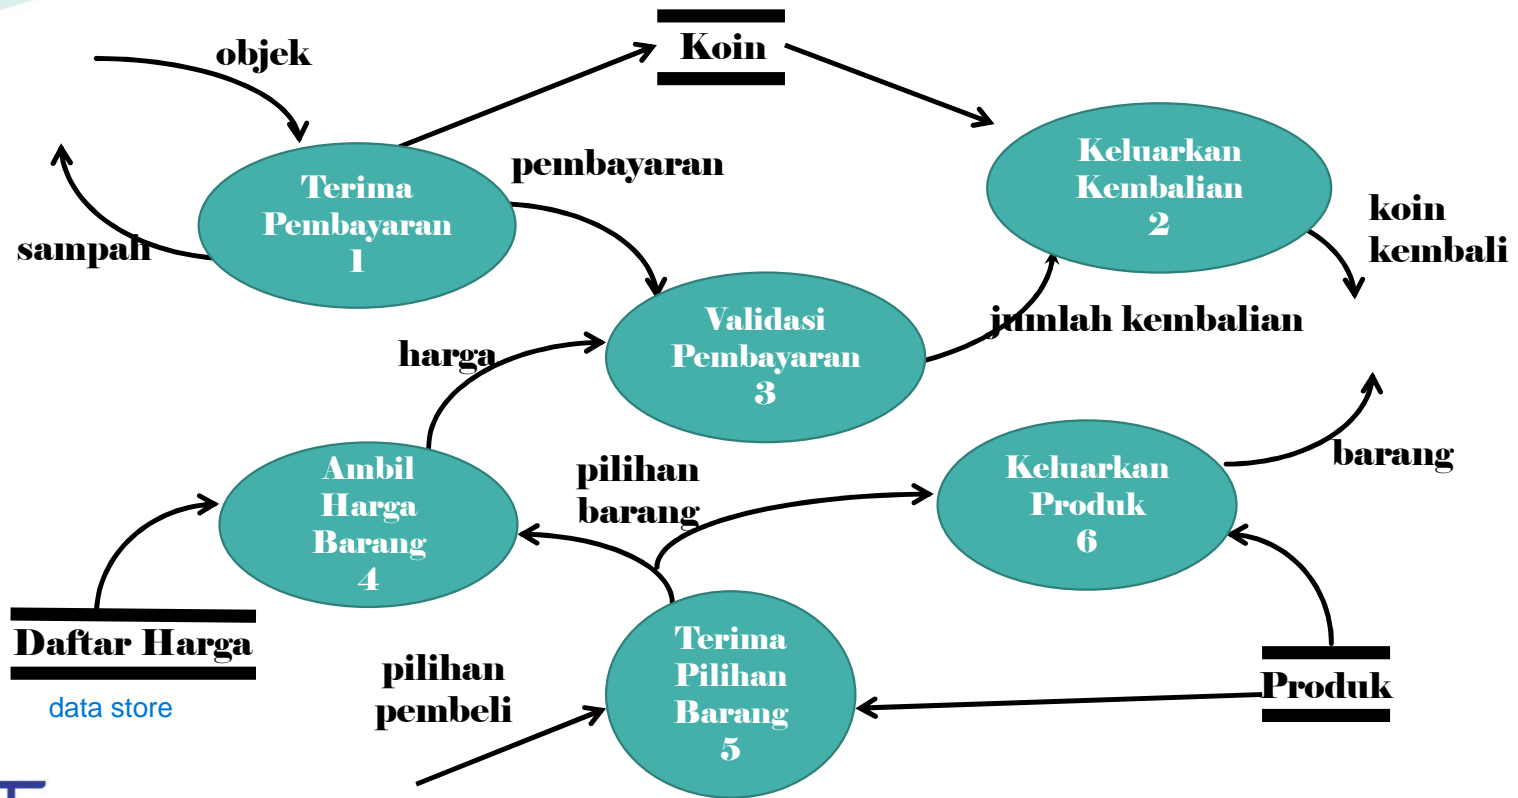 objek
Koin
sampah
Terima
Pembayaran
1
pembayaran
Keluarkan
Kembalian
2
koin
kembali
harga
Validasi
Pembayaran
3
jumlah kembalian
Ambil
Harga
Barang
4
pilihan
barang
Keluarkan
Produk
6
barang
Daftar Harga
data store
pilihan
pembeli
Terima
Pilihan
Barang
5
Produk